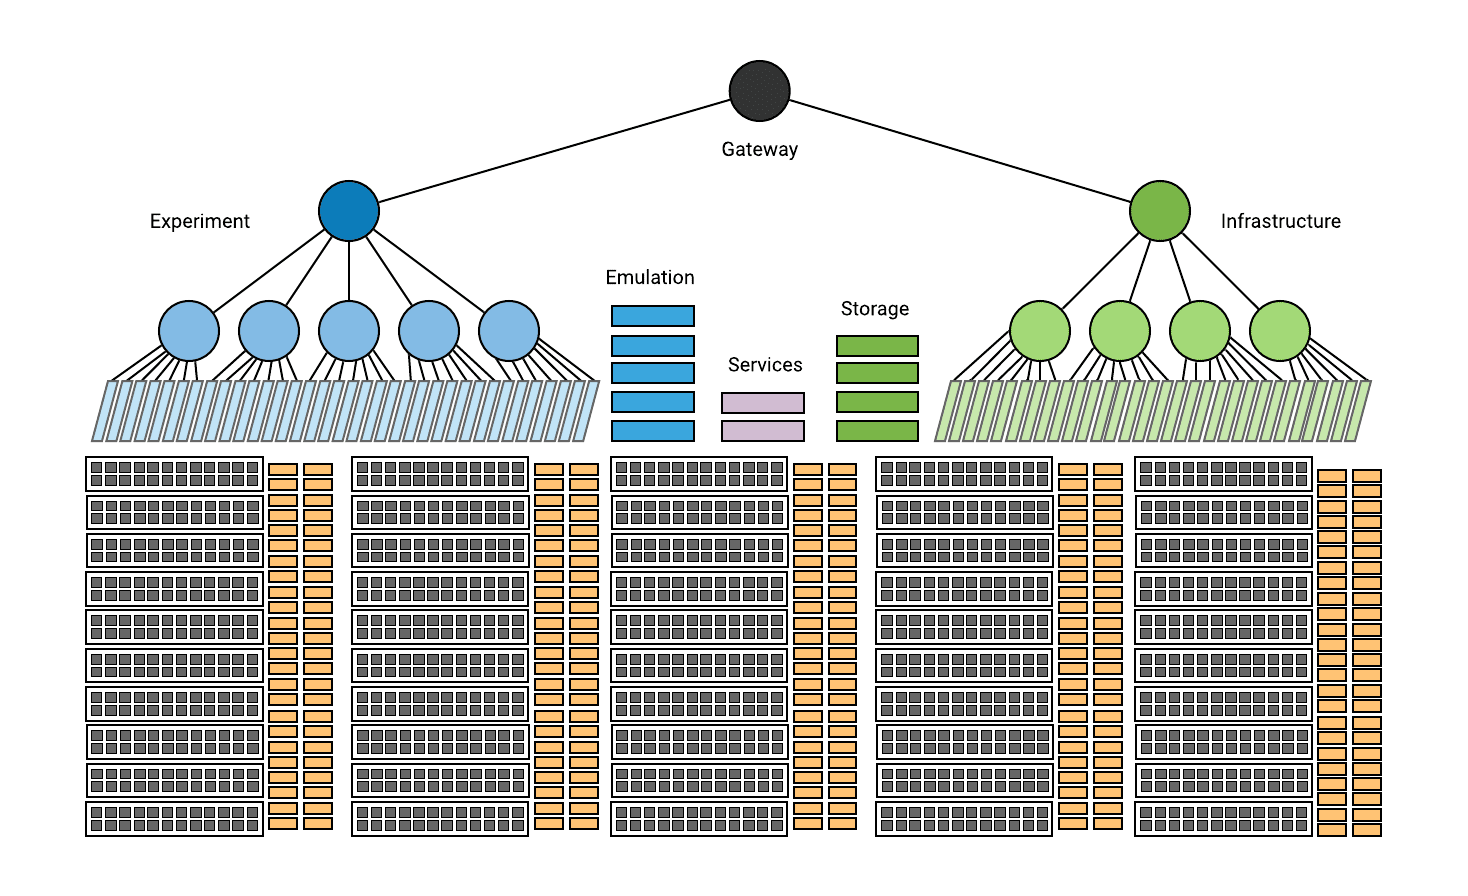 Gateway
Experiment
Infrastructure
Emulation
Storage
Services